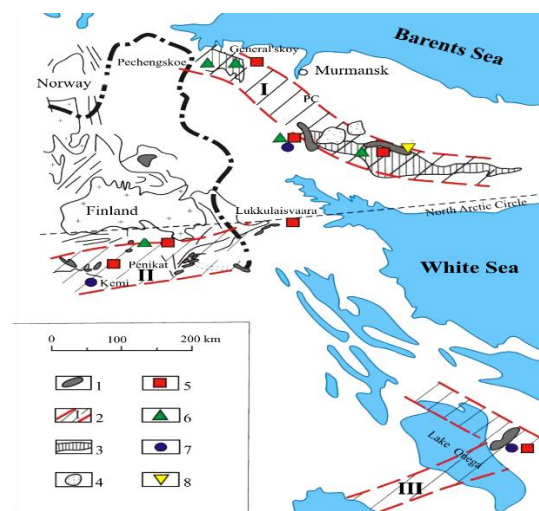 Barents Sea
General'skoy
Pechengskoe
Norway
Murmansk
I
PC
Finland
Lukkulaisvaara
North Arctic Circle
White Sea
Penikat
II
Kemi
0 100 200 km
1 5
I
2 6
3 7
4 8
Lake Onega
III